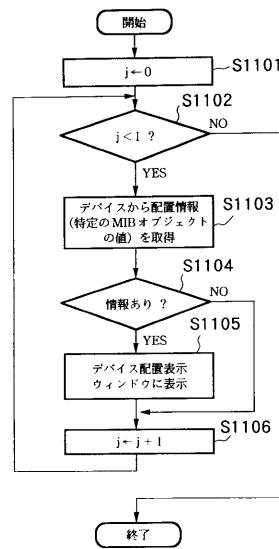 開始
j←0
S1101
j<1 ?
S1102
NO
YES
デバイスから配置情報
(特定のMIBオブジェクト
の値)を取得
S1103
情報あり ?
S1104
NO
YES
デバイス配置表示
ウィンドウに表示
S1105
j←j+1
S1106
終了